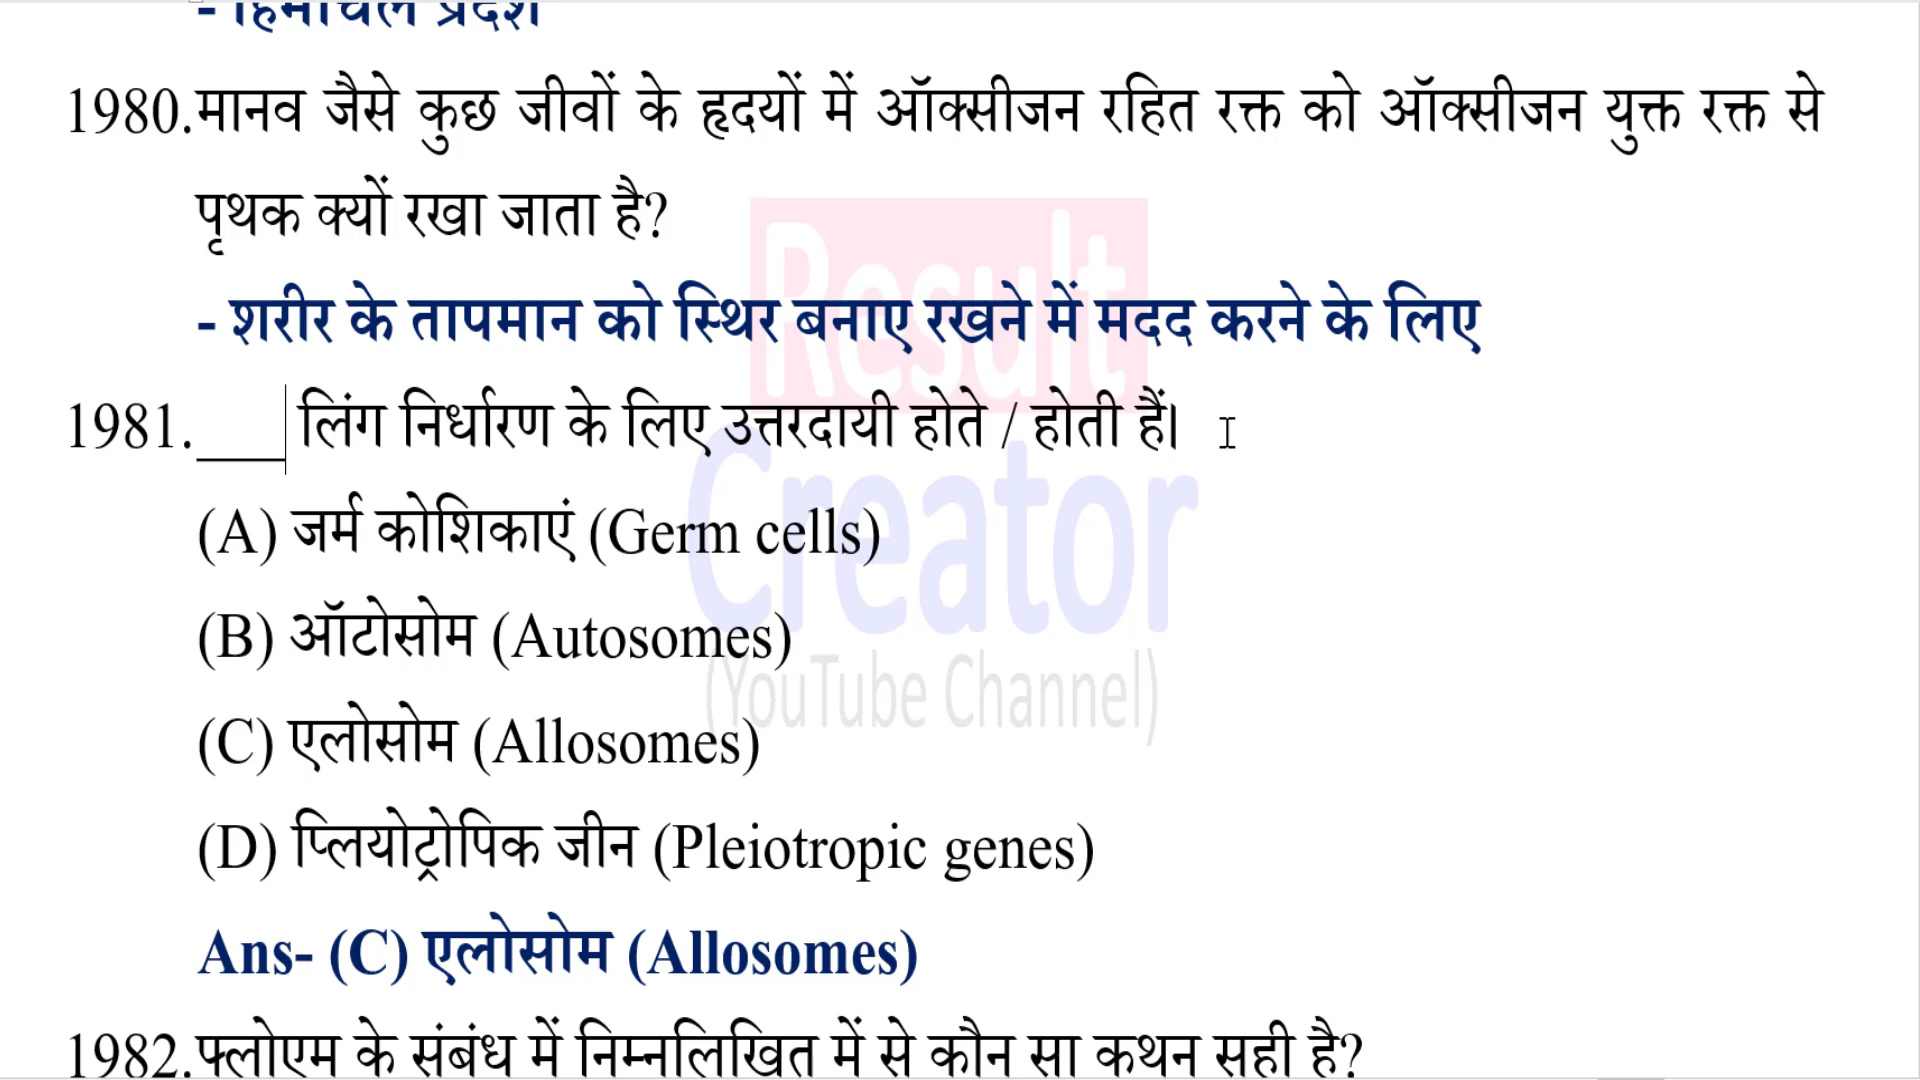 - हिमाचल प्रदेश
1980. मानव जैसे कुछ जीवों के हृदयों में ऑक्सीजन रहित रक्त को ऑक्सीजन युक्त रक्त से
पृथक क्यों रखा जाता है?
- शरीर के तापमान को स्थिर बनाए रखने में मदद करने के लिए
1981. ___ लिंग निर्धारण के लिए उत्तरदायी होते / होती हैं।
(A) जर्म कोशिकाएं (Germ cells)
(B) ऑटोसोम (Autosomes)
(C) एलोसोम (Allosomes)
(D) प्लियोट्रोपिक जीन (Pleiotropic genes)
Ans- (C) एलोसोम (Allosomes)
1982. फ्लोएम के संबंध में निम्नलिखित में से कौन सा कथन सही है?
Result
Creator
(YouTube Channel)